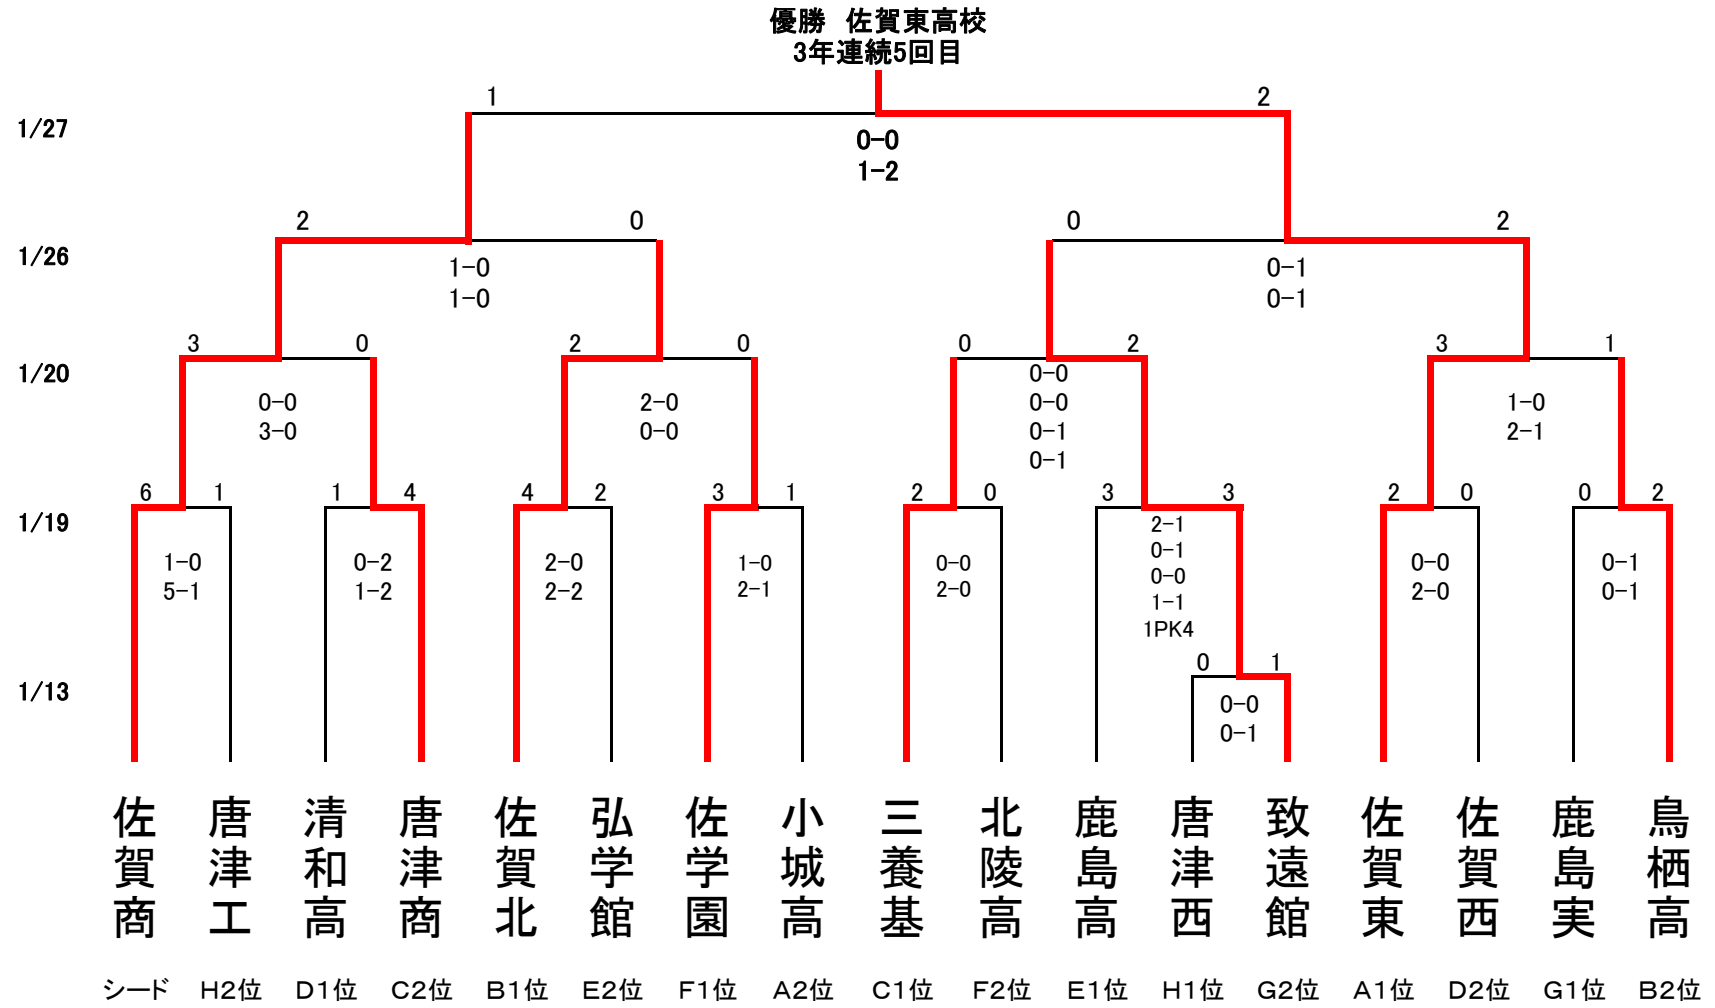 優勝　佐賀東高校
3年連続5回目
1 2
1/27
0-0
1-2
2 0 0 2
1/26
1-0 0-1
1-0 0-1
3 0 2 0 0 2 3 1
1/20
0-0
0-0 2-0 0-0 1-0
3-0 0-0 0-1 2-1
0-1
6 1 1 4 4 2 3 1 2 0 3 3 2 0 0 2
1/19
2-1
0-1
1-0 0-2 2-0 1-0 0-0 0-0 0-1
0-0
5-1 1-2 2-2 2-1 2-0 2-0 0-1
1-1
1PK4
0 1
1/13
0-0
0-1
佐賀商
唐津工
清和高
唐津商
佐賀北
弘学館
佐学園
小城高
三養基
北陵高
鹿島高
唐津西
致遠館
佐賀東
佐賀西
鹿島実
鳥栖高
シード H2位 D1位 C2位 B1位 E2位 F1位 A2位 C1位 F2位 E1位 H1位 G2位 A1位 D2位 G1位 B2位